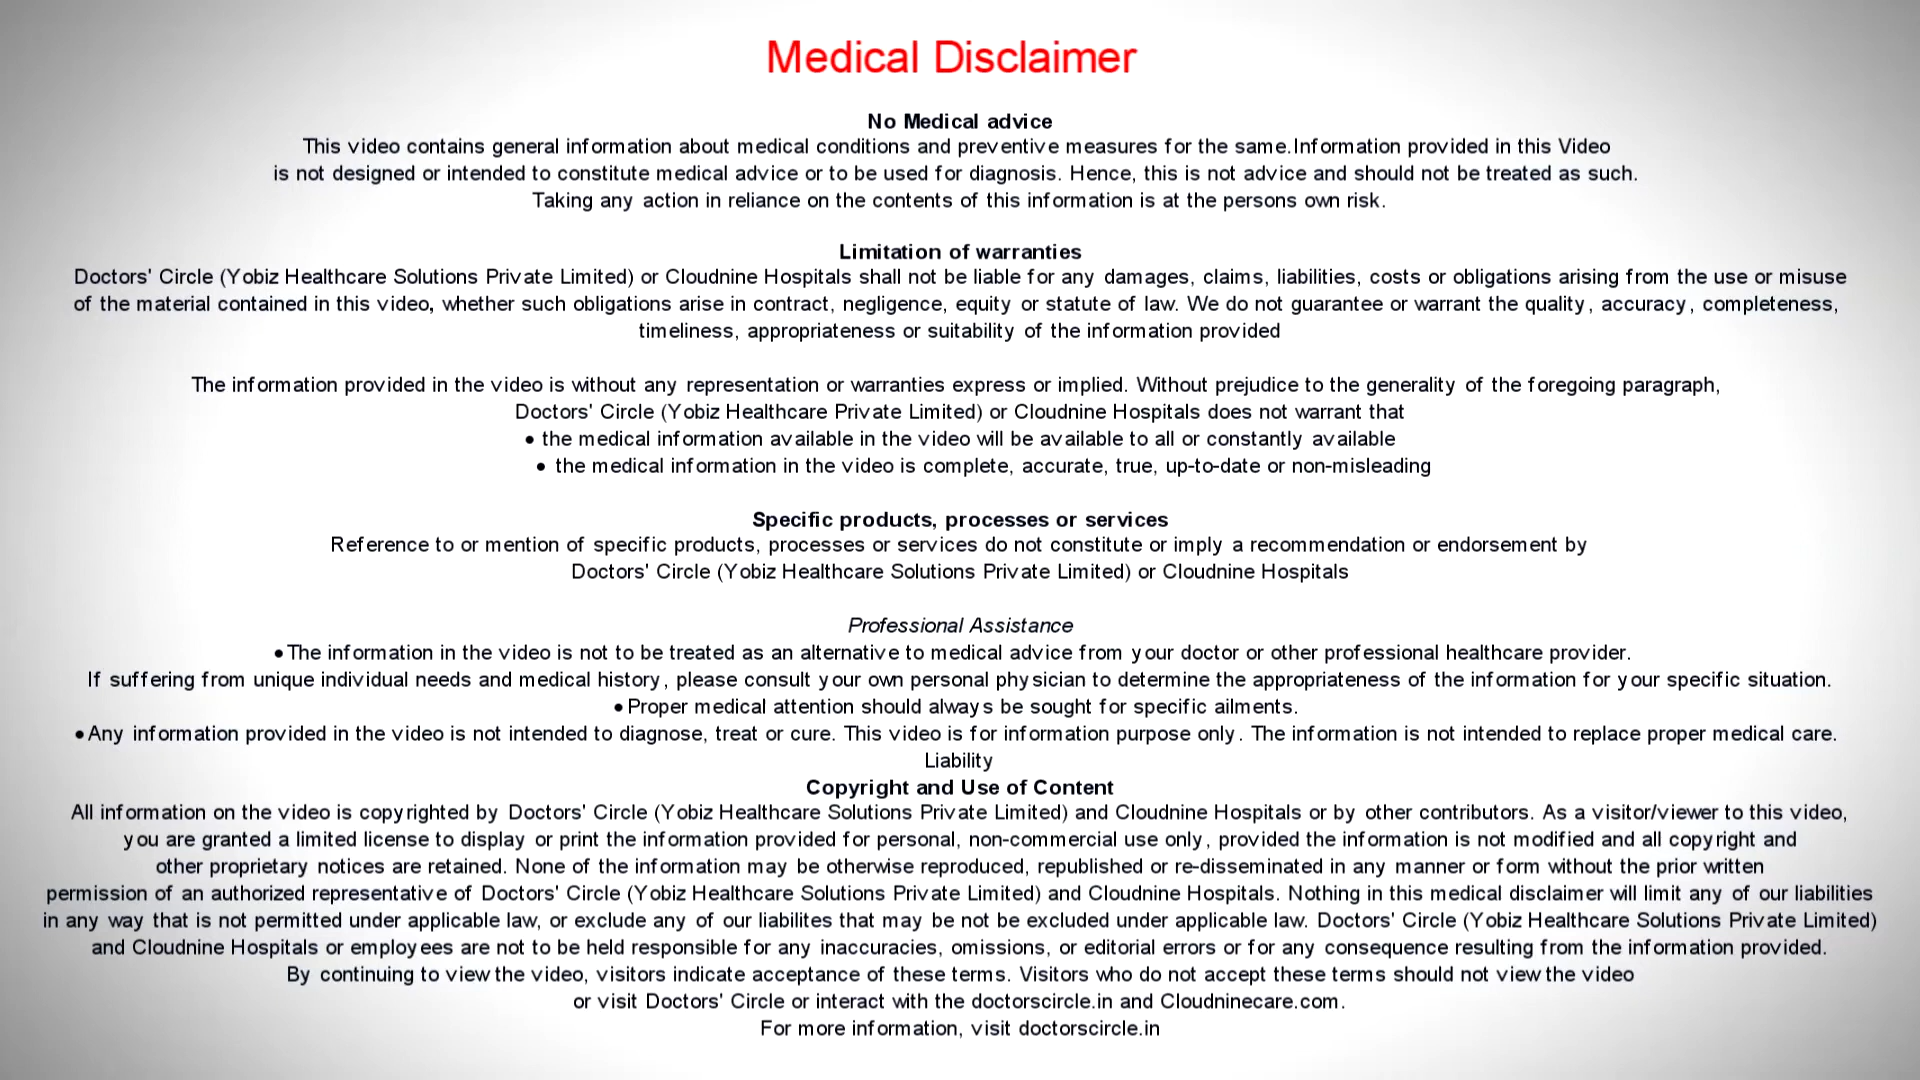 Medical Disclaimer
No Medical advice
This video contains general information about medical conditions and preventive measures for the same.Information provided in this Video
is not designed or intended to constitute medical advice or to be used for diagnosis. Hence, this is not advice and should not be treated as such.
Taking any action in reliance on the contents of this information is at the persons own risk.
Limitation of warranties
Doctors' Circle (Yobiz Healthcare Solutions Private Limited) or Cloudnine Hospitals shall not be liable for any damages, claims, liabilities, costs or obligations arising from the use or misuse
of the material contained in this video, whether such obligations arise in contract, negligence, equity or statute of law. We do not guarantee or warrant the quality, accuracy, completeness,
timeliness, appropriateness or suitability of the information provided
The information provided in the video is without any representation or warranties express or implied. Without prejudice to the generality of the foregoing paragraph,
Doctors' Circle (Yobiz Healthcare Private Limited) or Cloudnine Hospitals does not warrant that
• the medical information available in the video will be available to all or constantly available
• the medical information in the video is complete, accurate, true, up-to-date or non-misleading
Specific products, processes or services
Reference to or mention of specific products, processes or services do not constitute or imply a recommendation or endorsement by
Doctors' Circle (Yobiz Healthcare Solutions Private Limited) or Cloudnine Hospitals
Professional Assistance
•The information in the video is not to be treated as an alternative to medical advice from your doctor or other professional healthcare provider.
If suffering from unique individual needs and medical history, please consult your own personal physician to determine the appropriateness of the information for your specific situation.
•Proper medical attention should always be sought for specific ailments.
•Any information provided in the video is not intended to diagnose, treat or cure. This video is for information purpose only. The information is not intended to replace proper medical care.
Liability
Copyright and Use of Content
All information on the video is copyrighted by Doctors' Circle (Yobiz Healthcare Solutions Private Limited) and Cloudnine Hospitals or by other contributors. As a visitor/viewer to this video,
you are granted a limited license to display or print the information provided for personal, non-commercial use only, provided the information is not modified and all copyright and
other proprietary notices are retained. None of the information may be otherwise reproduced, republished or re-disseminated in any manner or form without the prior written
permission of an authorized representative of Doctors' Circle (Yobiz Healthcare Solutions Private Limited) and Cloudnine Hospitals. Nothing in this medical disclaimer will limit any of our liabilities
in any way that is not permitted under applicable law, or exclude any of our liabilites that may be not be excluded under applicable law. Doctors' Circle (Yobiz Healthcare Solutions Private Limited)
and Cloudnine Hospitals or employees are not to be held responsible for any inaccuracies, omissions, or editorial errors or for any consequence resulting from the information provided.
By continuing to view the video, visitors indicate acceptance of these terms. Visitors who do not accept these terms should not view the video
or visit Doctors' Circle or interact with the doctorscircle.in and Cloudninecare.com.
For more information, visit doctorscircle.in